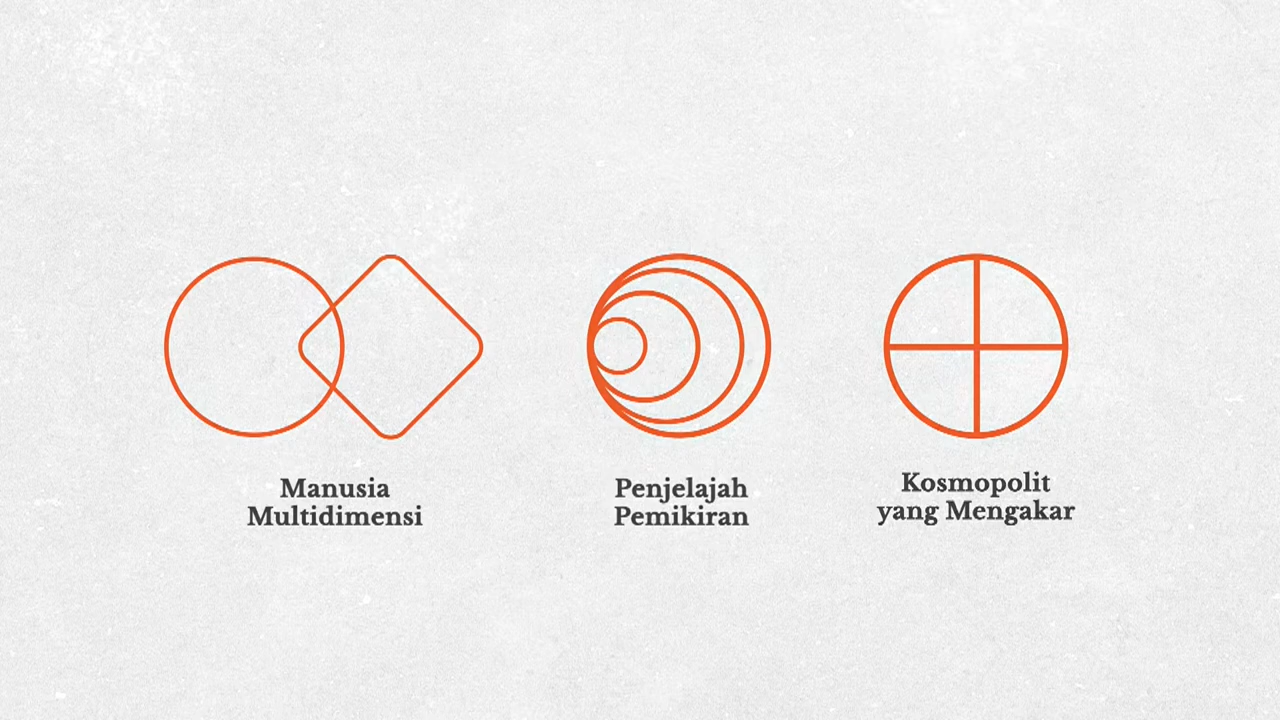 Manusia
Multidimensi
Penjelajah
Pemikiran
Kosmopolit
yang Mengakar